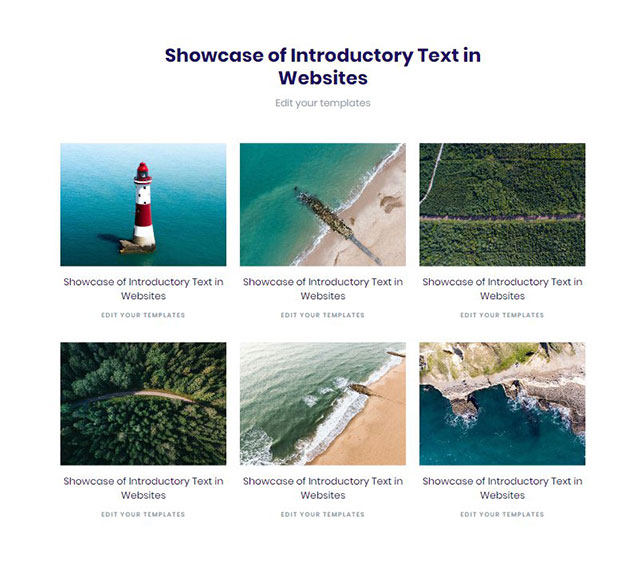 Showcase of Introductory Text in
Websites
Edit your templates
Showcase of Introductory Text in
Websites
EDIT YOUR TEMPLATES
Showcase of Introductory Text in
Websites
EDIT YOUR TEMPLATES
Showcase of Introductory Text in
Websites
EDIT YOUR TEMPLATES
Showcase of Introductory Text in
Websites
EDIT YOUR TEMPLATES
Showcase of Introductory Text in
Websites
EDIT YOUR TEMPLATES
Showcase of Introductory Text in
Websites
EDIT YOUR TEMPLATES